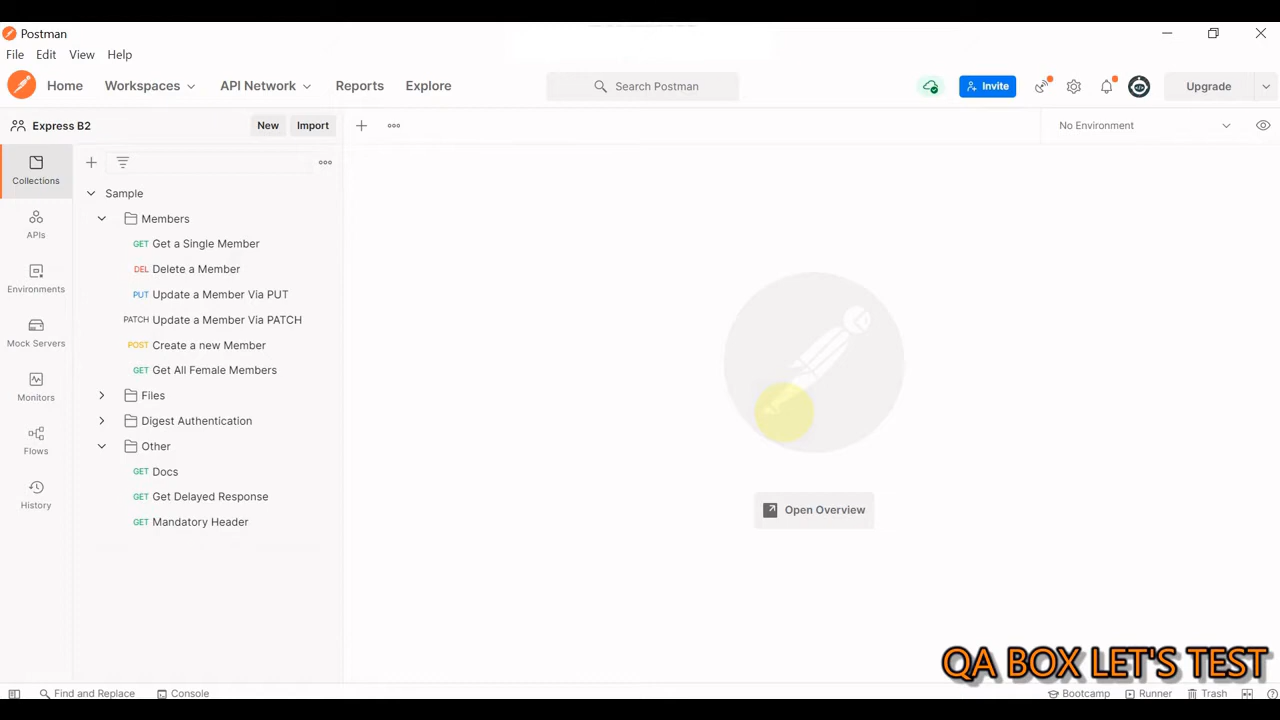 Postman
File Edit View Help
Home Workspaces API Network Reports Explore Search Postman Invite Upgrade
Express B2 New Import No Environment
Collections
APIs
Environments
Mock Servers
Monitors
Flows
History
Sample
Members
GET Get a Single Member
DEL Delete a Member
PUT Update a Member Via PUT
PATCH Update a Member Via PATCH
POST Create a new Member
GET Get All Female Members
Files
Digest Authentication
Other
GET Docs
GET Get Delayed Response
GET Mandatory Header
Open Overview
QA BOX LET'S TEST
Find and Replace Console Bootcamp Runner Trash